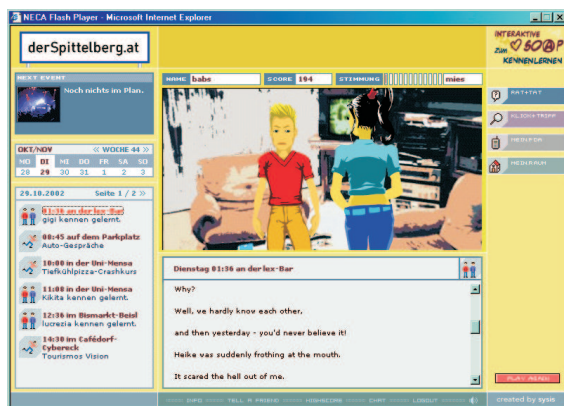 NECA Flash Player - Microsoft Internet Explorer
derSpittelberg.at
INTERAKTIVE
ZUM SOAP
KENNENLERNEN
NEXT EVENT
Noch nichts im Plan.
NAME babs SCORE 194 STIMMUNG mies
RAT+TAT
KLICK+TRIPP
MEDIFON
MEDIRAUM
OKT/NOV << WOCHE 44 >>
MO DI MI DO FR SA SO
28 29 30 31 1 2 3
29.10.2002 Seite 1 / 2 >>
01:36 an der lex-Bar
gigi kennen gelernt.
08:45 auf dem Parkplatz
Auto-Gespräche
10:00 in der Uni-Mensa
Tiefkühlpizza-Crashkurs
11:00 in der Uni-Mensa
Kikita kennen gelernt.
12:36 im Bismarkt-Beisl
lucrezia kennen gelernt.
14:30 im Cafédorf-
Cybereck
Tourismos Vision
Dienstag 01:36 an der lex-Bar
Why?
Well, we hardly know each other,
and then yesterday - you'd never believe it!
Heike was suddenly frothing at the mouth.
It scared the hell out of me.
PLAY AGAIN
INFO TELL A FRIEND HIGHSCORE CHAT LOGOUT
created by sysis